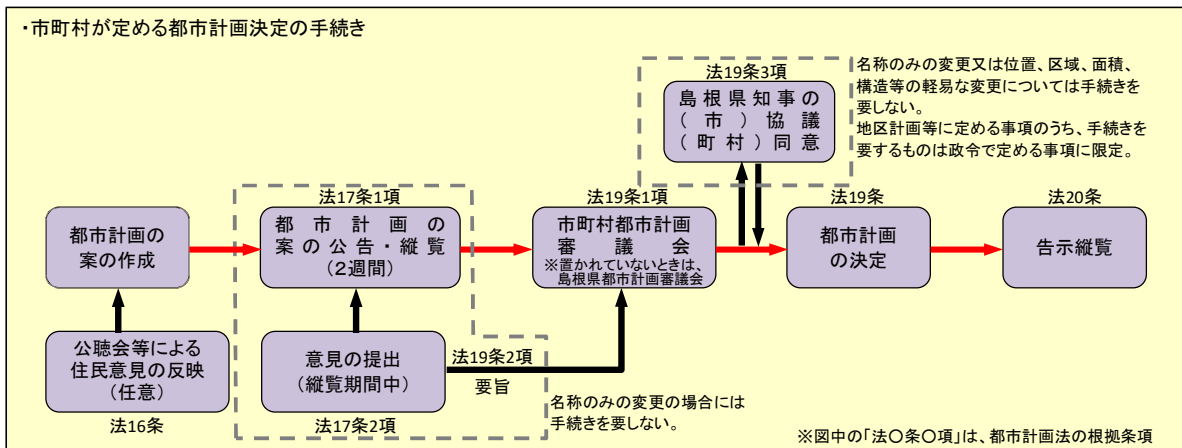 ・市町村が定める都市計画決定の手続き
法19条3項
島根県知事の
(市)協議
(町村)同意
名称のみの変更又は位置、区域、面積、
構造等の軽易な変更については手続きを
要しない。
地区計画等に定める事項のうち、手続きを
要するものは政令で定める事項に限定。
都市計画の
案の作成
法17条1項
都市計画の
案の公告・縦覧
(2週間)
法19条1項
市町村都市計画
審議会
※置かれていないときは、
島根県都市計画審議会
法19条
都市計画
の決定
法20条
告示縦覧
公聴会等による
住民意見の反映
(任意)
法16条
意見の提出
(縦覧期間中)
法17条2項
法19条2項
要旨
名称のみの変更の場合には
手続きを要しない。
※図中の「法〇条〇項」は、都市計画法の根拠条項